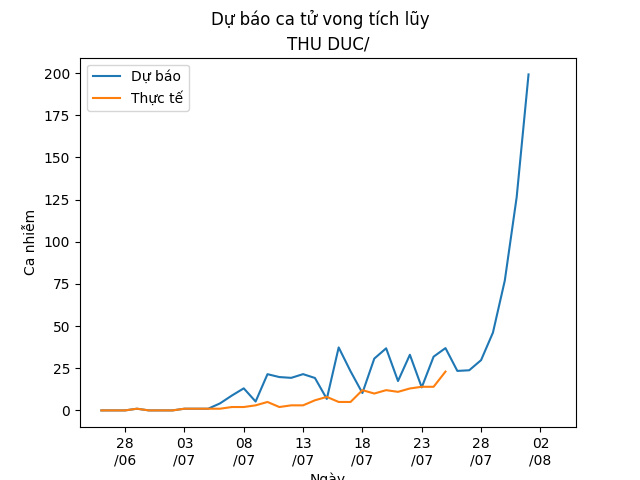 Dự báo ca tử vong tích lũy
THU DUC/
Dự báo
Thực tế
200
175
150
125
100
75
50
25
0
Ca nhiễm
28 03 08 13 18 23 28 02
/06 /07 /07 /07 /07 /07 /07 /08
Ngày